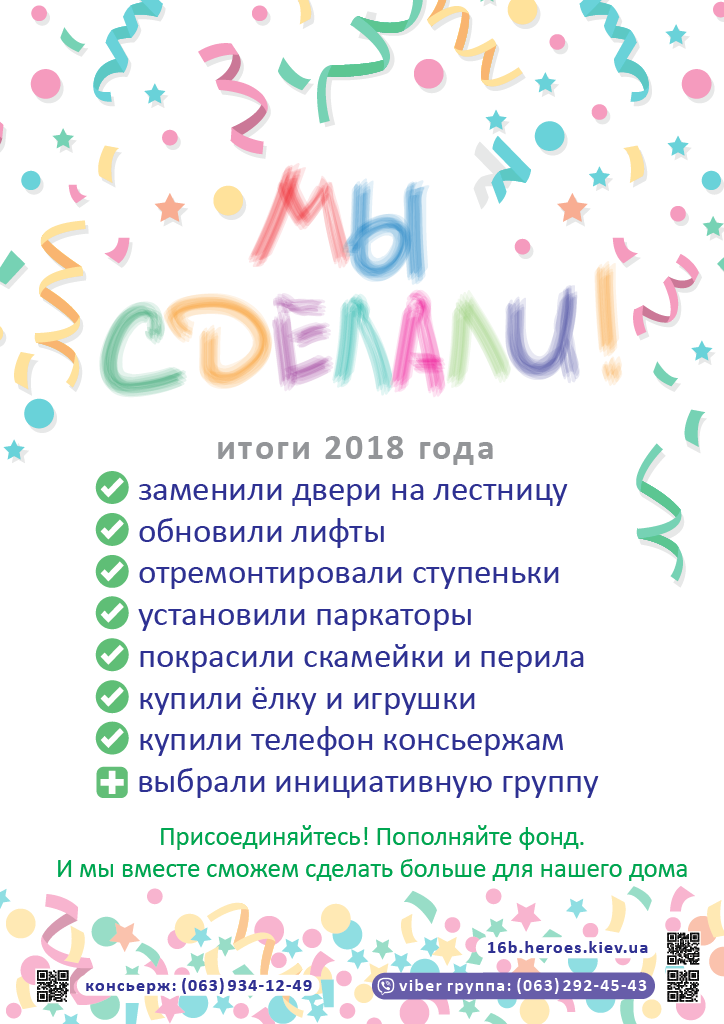 МЫ
СДЕЛАЛИ!
итоги 2018 года
заменили двери на лестницу
обновили лифты
отремонтировали ступеньки
установили паркаторы
покрасили скамейки и перила
купили ёлку и игрушки
купили телефон консьержам
выбрали инициативную группу
Присоединяйтесь! Пополняйте фонд.
И мы вместе сможем сделать больше для нашего дома
16b.heroes.kiev.ua
консьерж: (063)934-12-49
viber группа: (063)292-45-43